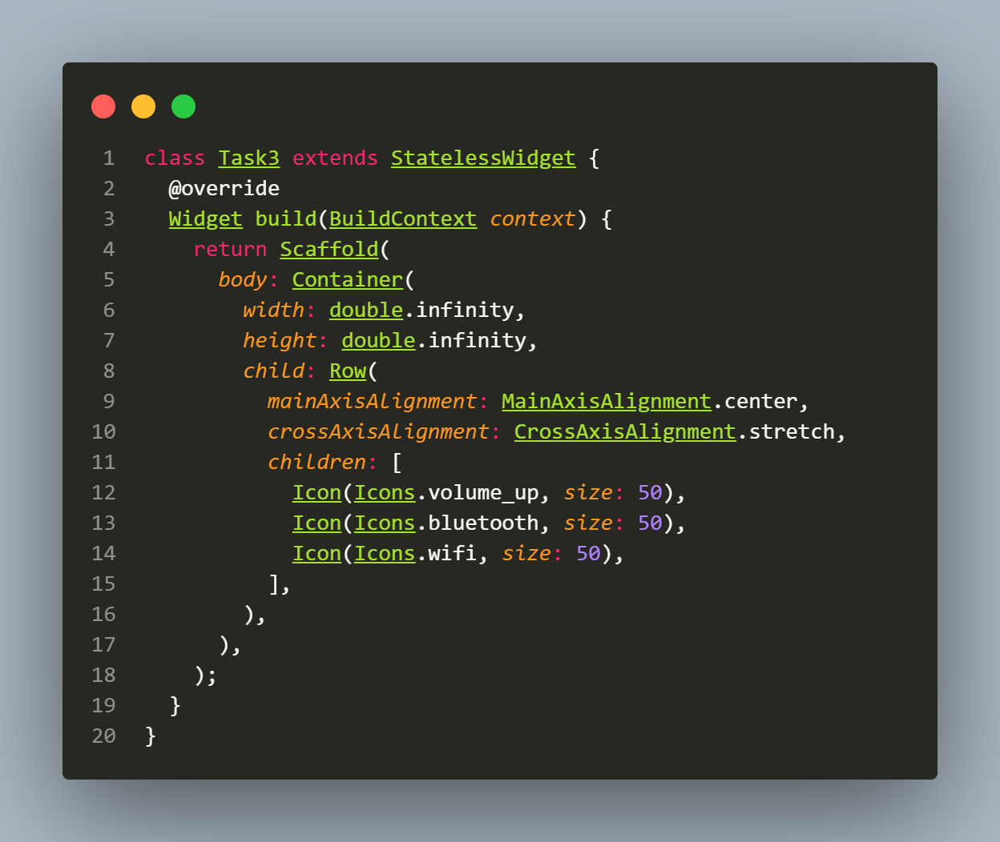 1 class Task3 extends StatelessWidget {
2 @override
3 Widget build(BuildContext context) {
4 return Scaffold(
5 body: Container(
6 width: double.infinity,
7 height: double.infinity,
8 child: Row(
9 mainAxisAlignment: MainAxisAlignment.center,
10 crossAxisAlignment: CrossAxisAlignment.stretch,
11 children: [
12 Icon(Icons.volume_up, size: 50),
13 Icon(Icons.bluetooth, size: 50),
14 Icon(Icons.wifi, size: 50),
15 ],
16 ),
17 ),
18 );
19 }
20 }